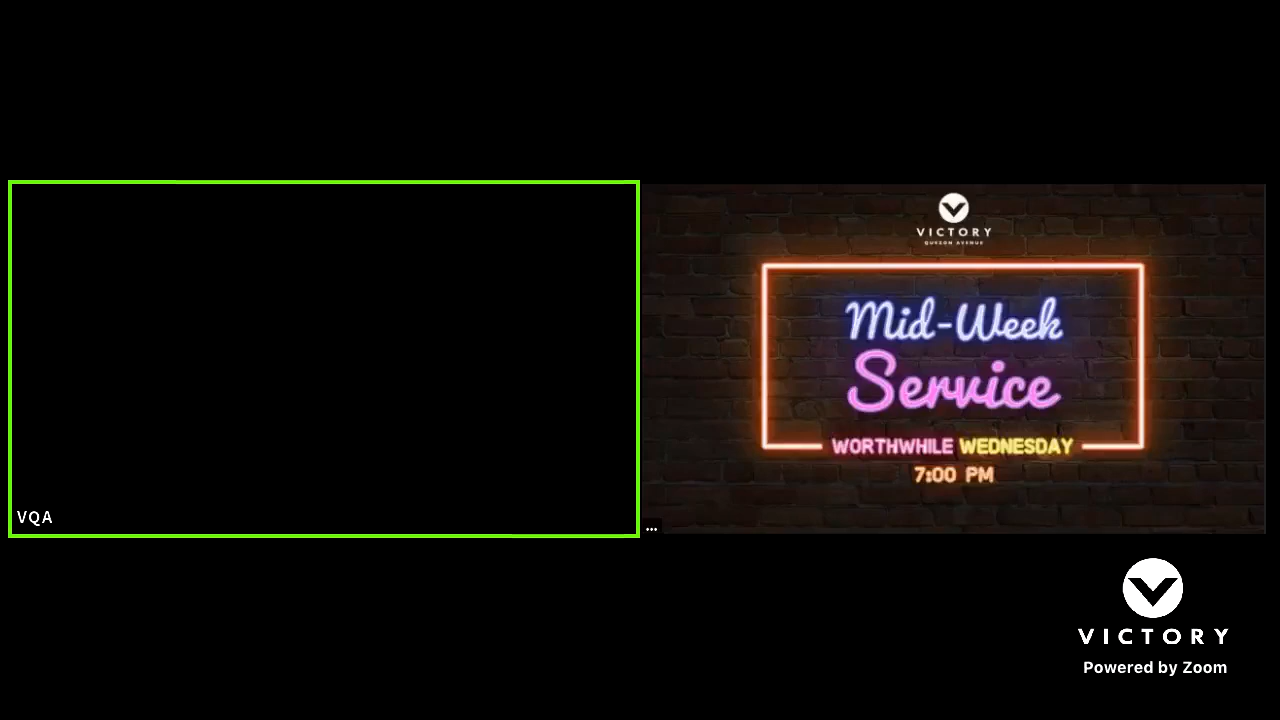 VICTORY
QUEZON AVENUE
Mid-Week
Service
WORTHWHILE WEDNESDAY
7:00 PM
VQA
...
VICTORY
Powered by Zoom